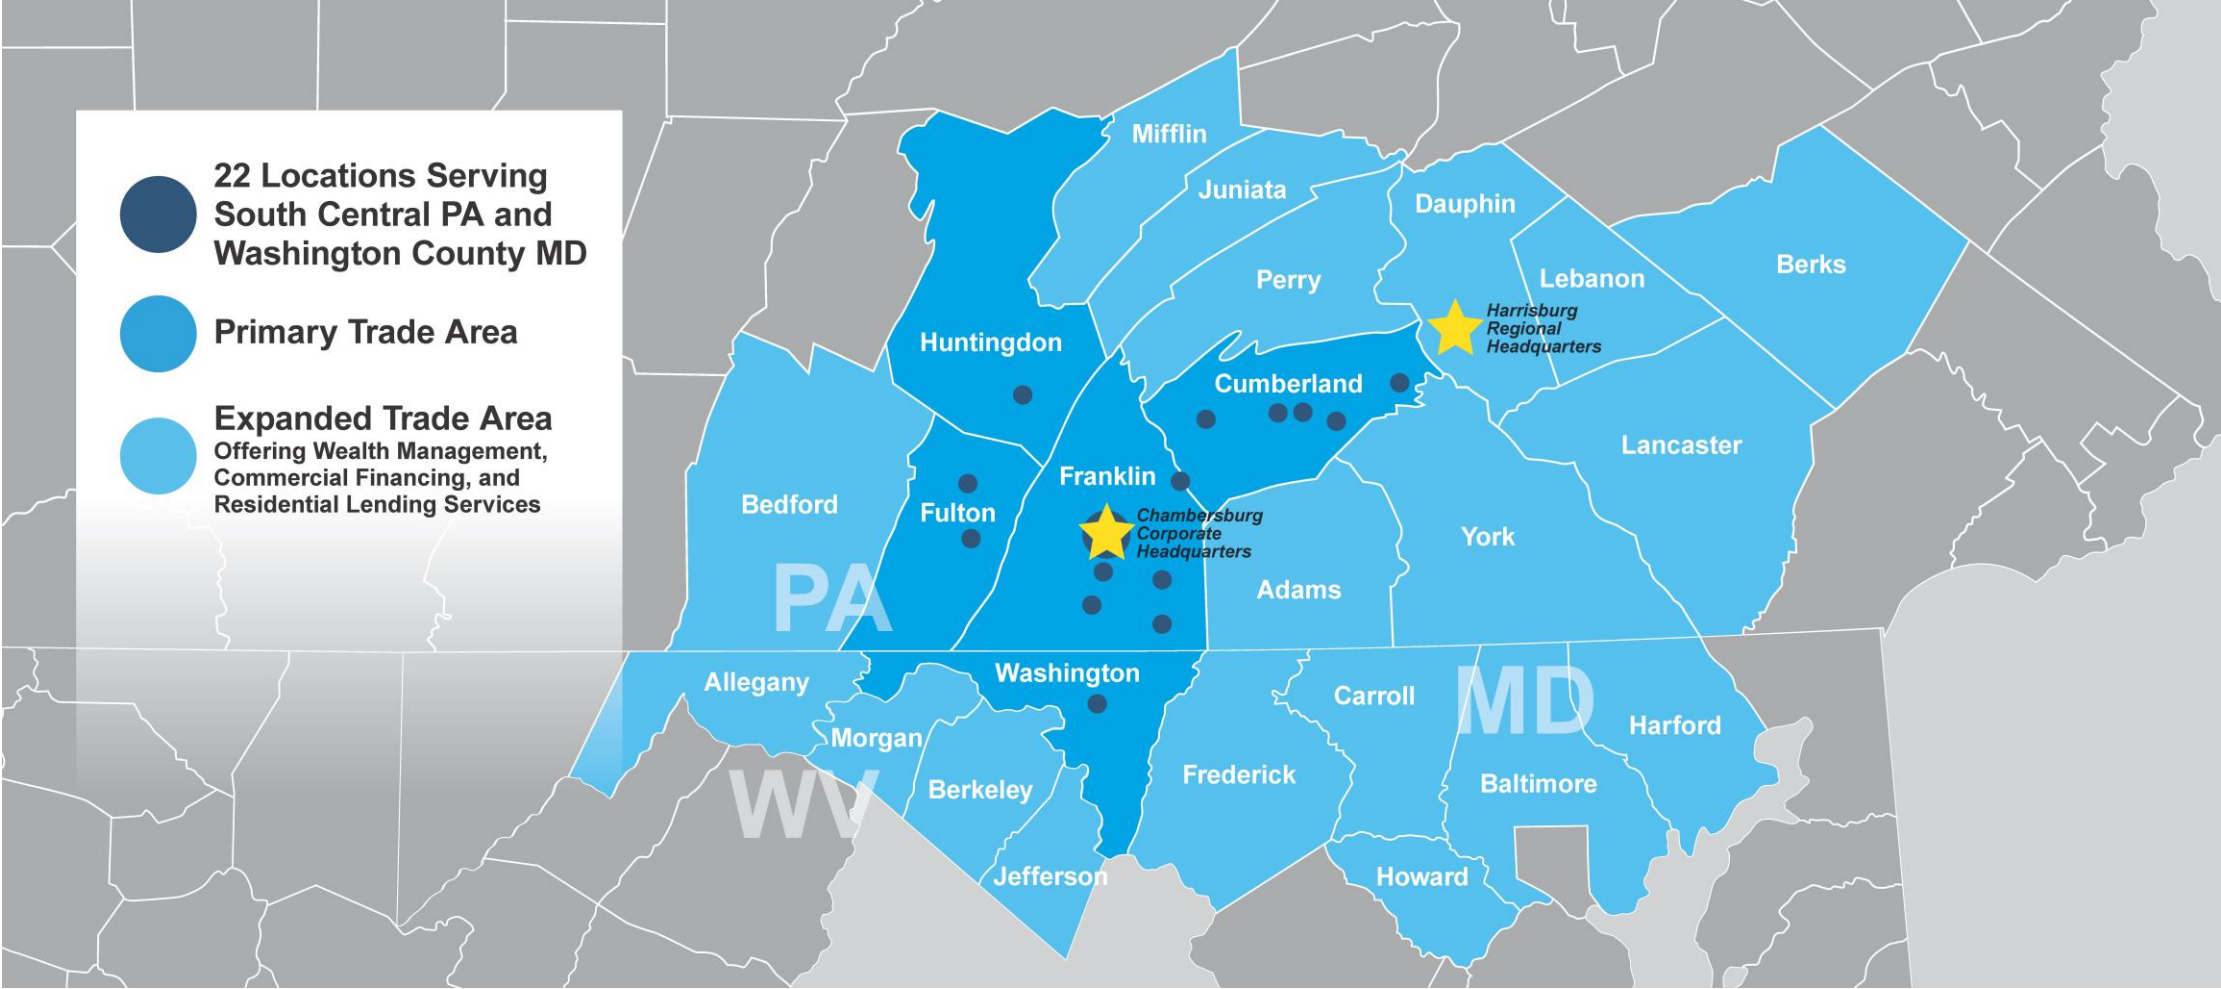 22 Locations Serving
South Central PA and
Washington County MD
Primary Trade Area
Expanded Trade Area
Offering Wealth Management,
Commercial Financing, and
Residential Lending Services
Mifflin
Juniata
Dauphin
Perry
Lebanon
Berks
Harrisburg
Regional
Headquarters
Huntingdon
Cumberland
Lancaster
Franklin
Bedford
Fulton
Chambersburg
Corporate
Headquarters
York
Adams
PA
Allegany
Washington
Carroll
MD
Harford
Morgan
WV
Berkeley
Frederick
Baltimore
Jefferson
Howard